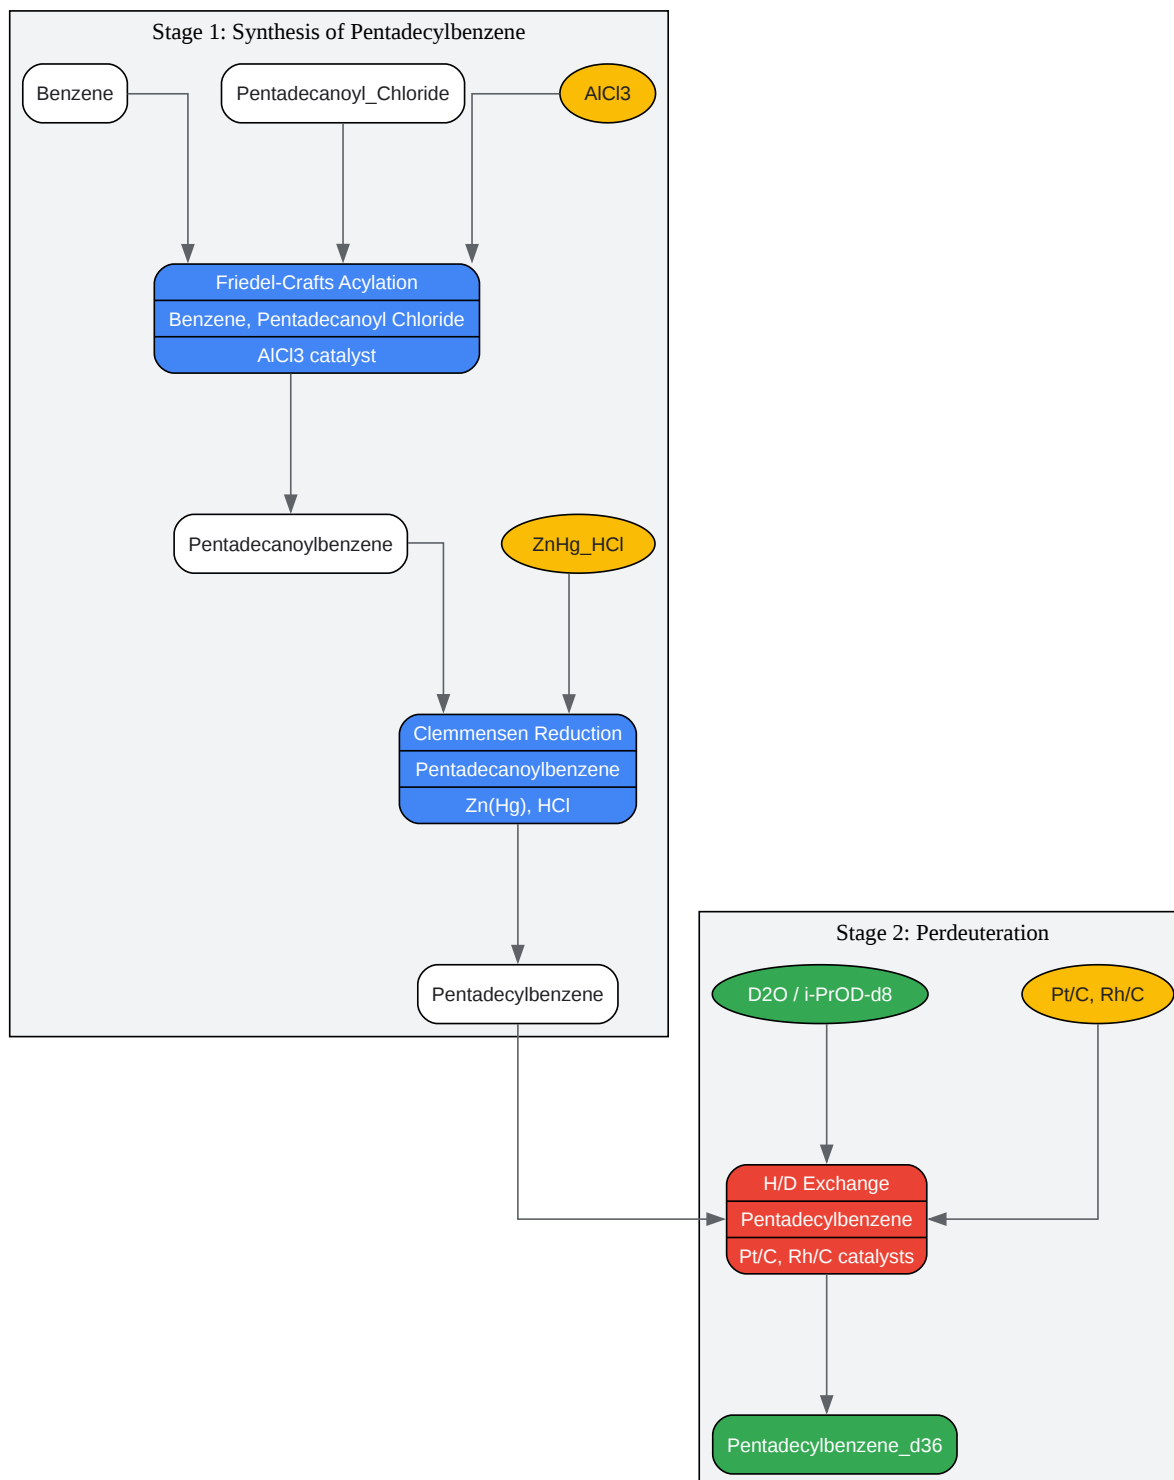 Stage 1: Synthesis of Pentadecylbenzene
Benzene
Pentadecanoyl_Chloride
AlCl3
Friedel-Crafts Acylation
Benzene, Pentadecanoyl Chloride
AlCl3 catalyst
Pentadecanoylbenzene
ZnHg_HCl
Clemmensen Reduction
Pentadecanoylbenzene
Zn(Hg), HCl
Pentadecylbenzene
Stage 2: Perdeuteration
D2O / i-PrOD-d8
Pt/C, Rh/C
H/D Exchange
Pentadecylbenzene
Pt/C, Rh/C catalysts
Pentadecylbenzene_d36